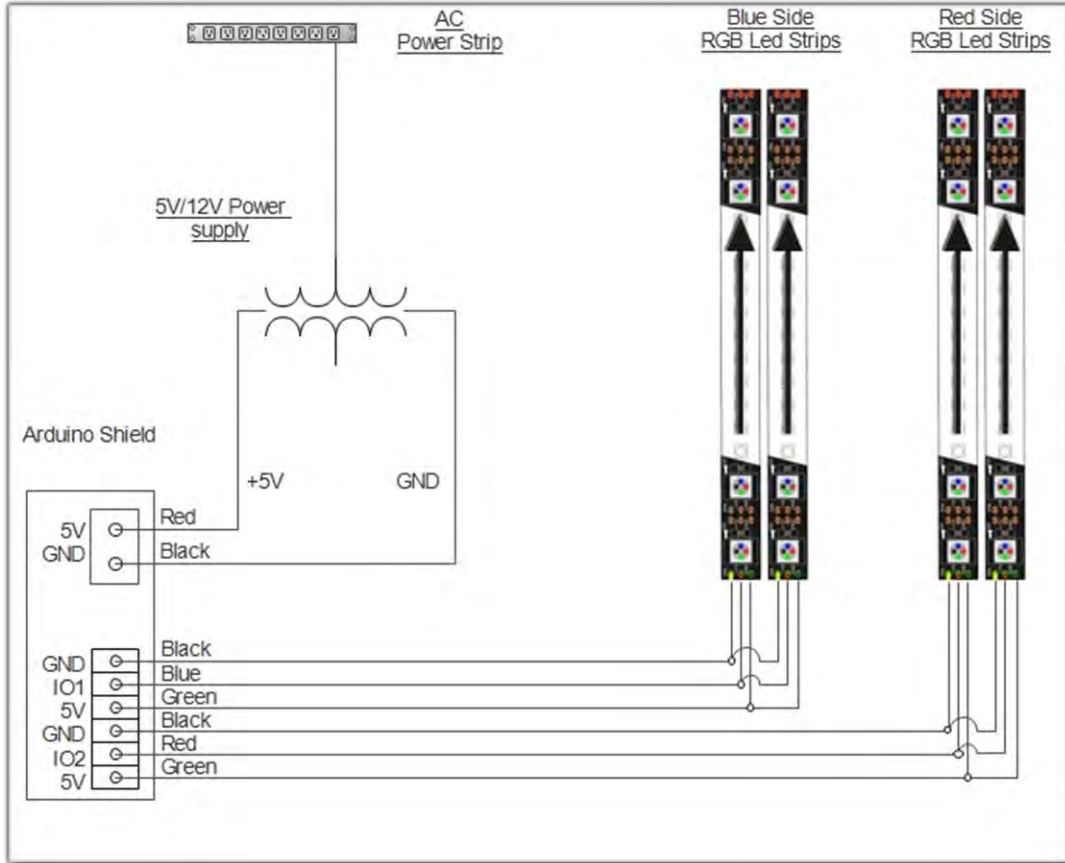 AC
Power Strip
Blue Side
RGB Led Strips
Red Side
RGB Led Strips
5V/12V Power
supply
Arduino Shield
+5V
GND
5V
Red
GND
Black
GND
Black
IO1
Blue
5V
Green
GND
Black
IO2
Red
5V
Green